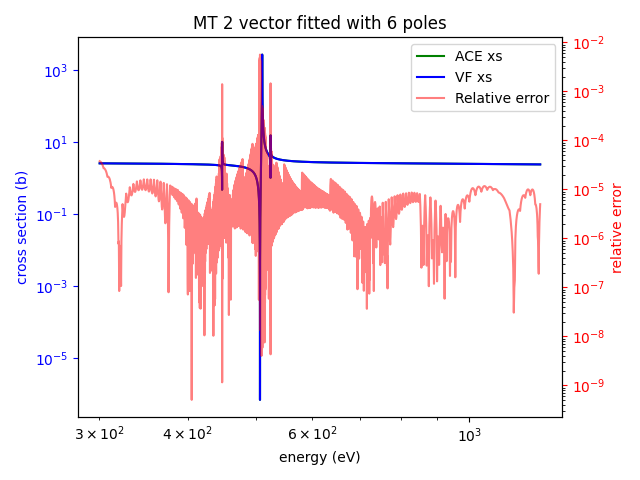 MT 2 vector fitted with 6 poles
ACE xs
VF xs
Relative error
cross section (b)
10³
10¹
10⁻¹
10⁻³
10⁻⁵
relative error
10⁻²
10⁻³
10⁻⁴
10⁻⁵
10⁻⁶
10⁻⁷
10⁻⁸
10⁻⁹
3 × 10² 4 × 10² 6 × 10² 10³
energy (eV)